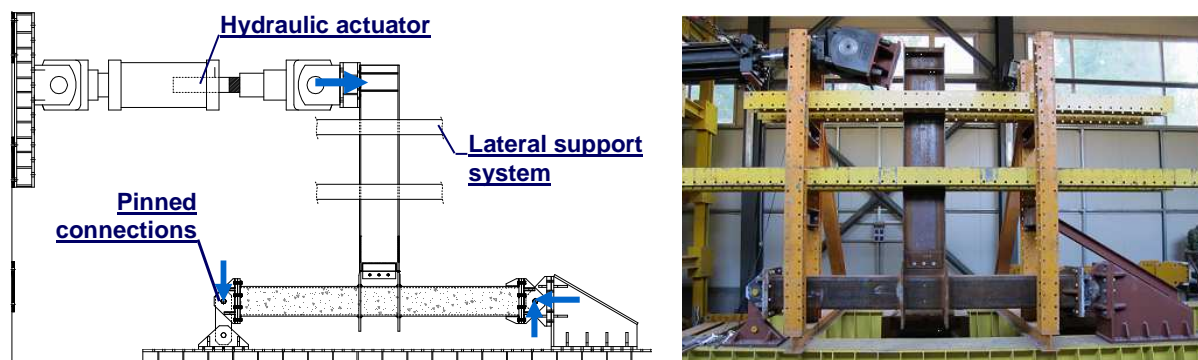 Hydraulic actuator
Lateral support
system
Pinned
connections